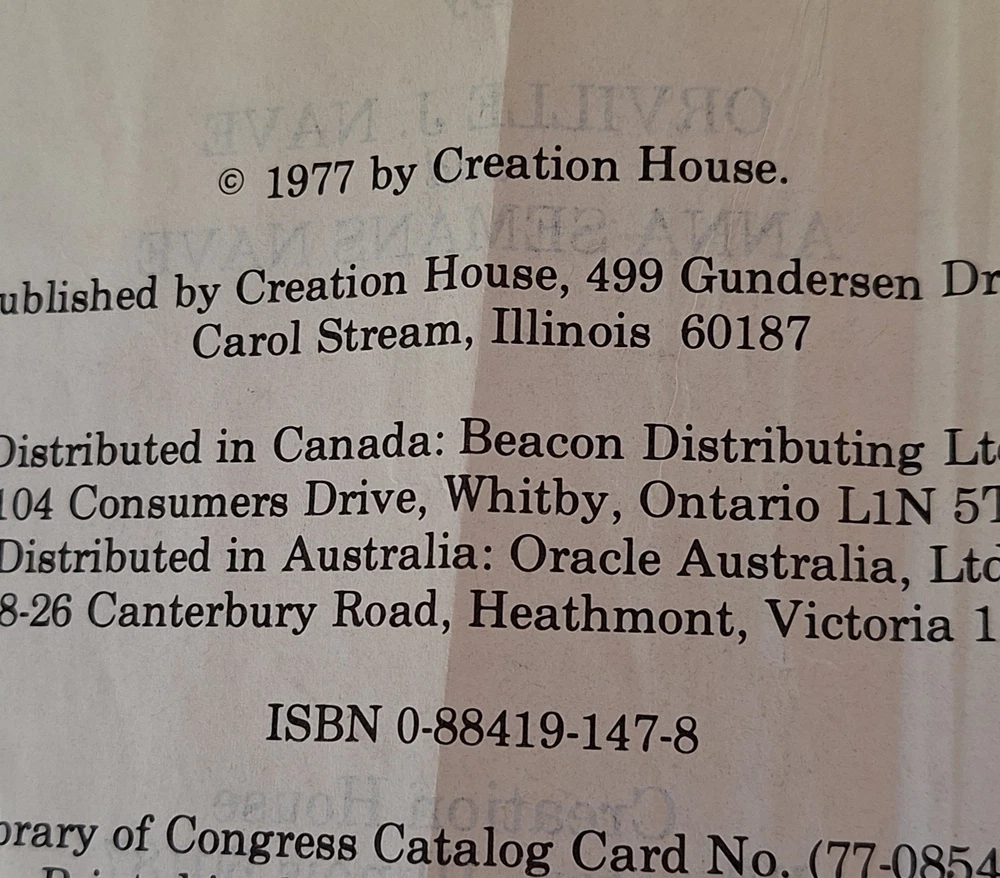 © 1977 by Creation House.
ublished by Creation House, 499 Gundersen Dr
Carol Stream, Illinois 60187
Distributed in Canada: Beacon Distributing Lt
104 Consumers Drive, Whitby, Ontario L1N 5T
Distributed in Australia: Oracle Australia, Ltd
8-26 Canterbury Road, Heathmont, Victoria 1
ISBN 0-88419-147-8
brary of Congress Catalog Card No. (77-0854